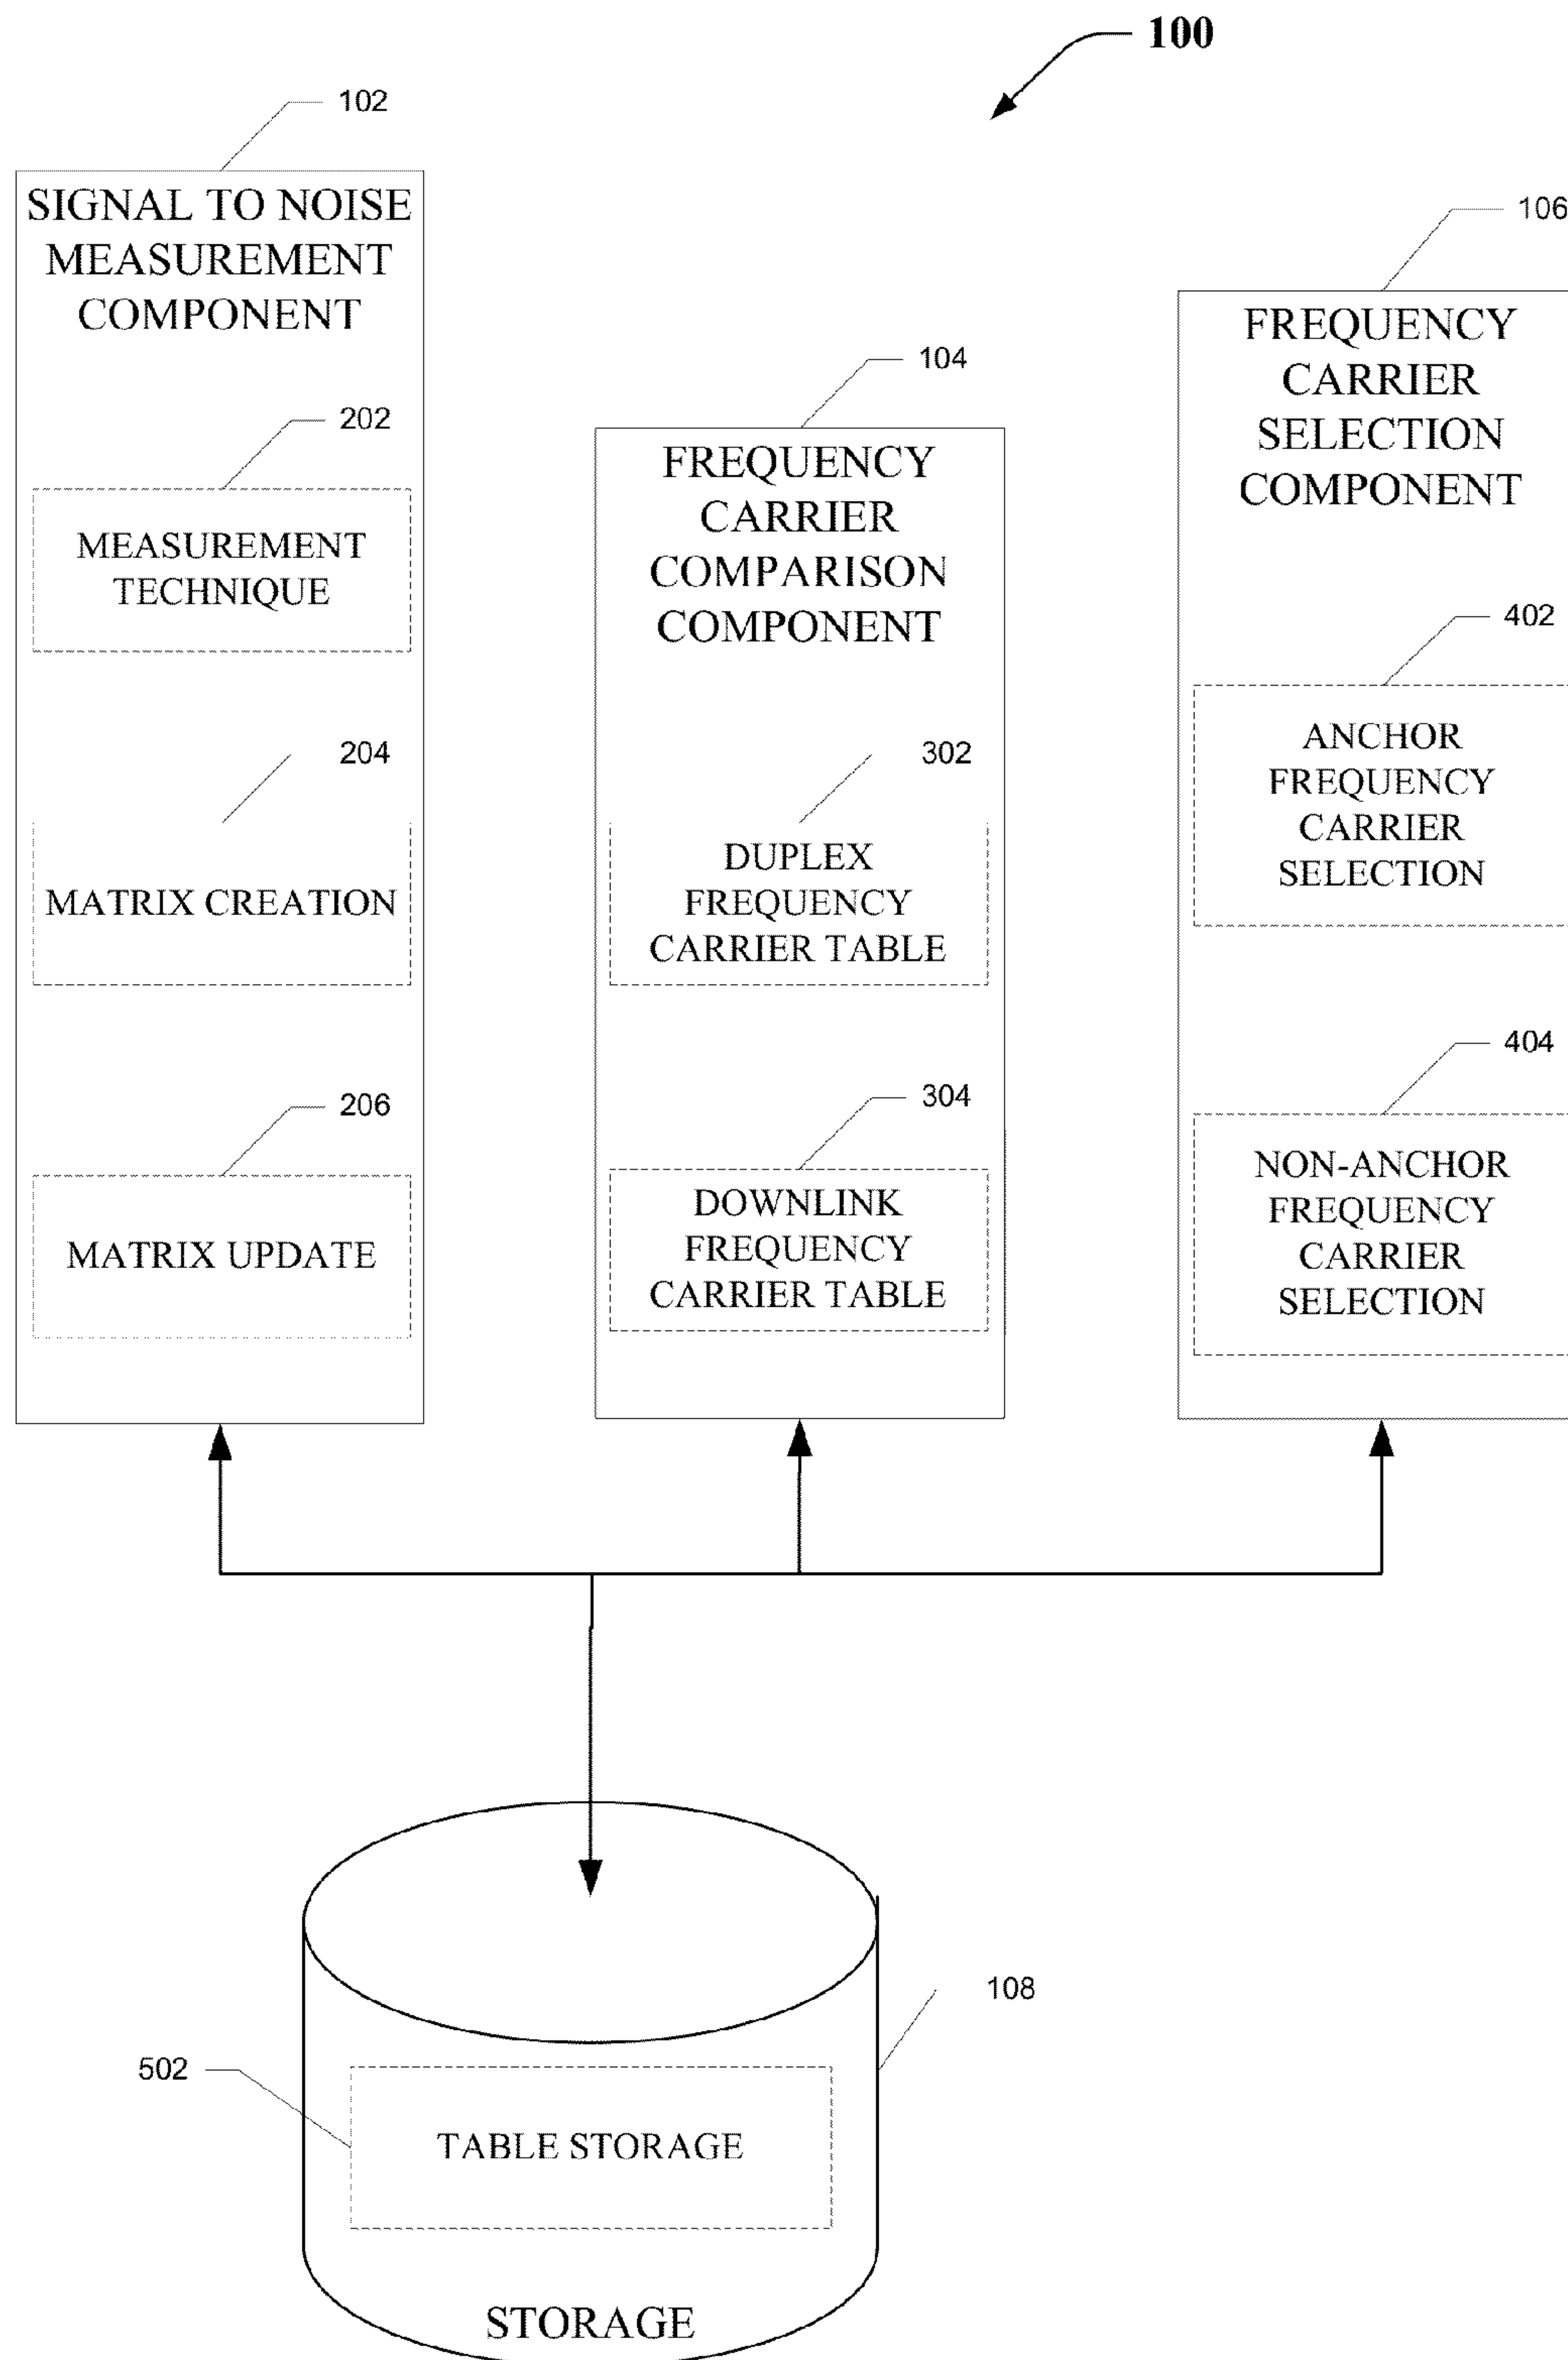 100
102
SIGNAL TO NOISE
MEASUREMENT
COMPONENT
202
MEASUREMENT
TECHNIQUE
204
MATRIX CREATION
206
MATRIX UPDATE
104
FREQUENCY
CARRIER
COMPARISON
COMPONENT
302
DUPLEX
FREQUENCY
CARRIER TABLE
304
DOWNLINK
FREQUENCY
CARRIER TABLE
106
FREQUENCY
CARRIER
SELECTION
COMPONENT
402
ANCHOR
FREQUENCY
CARRIER
SELECTION
404
NON-ANCHOR
FREQUENCY
CARRIER
SELECTION
108
502
TABLE STORAGE
STORAGE